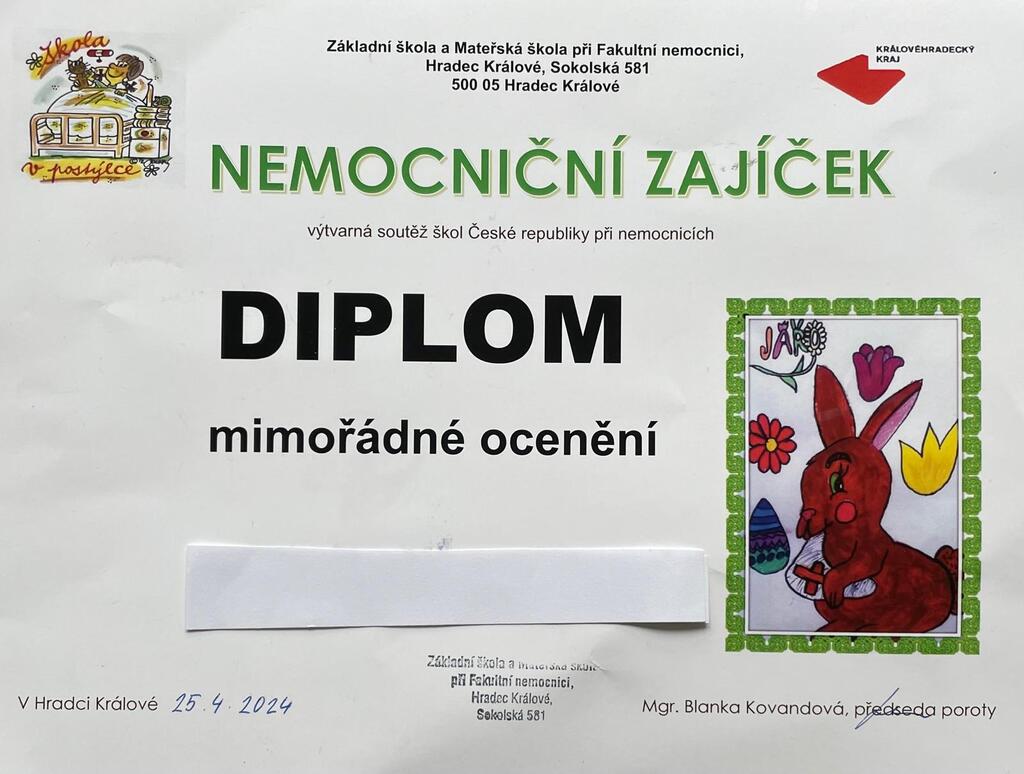 Škola
v postýlce
Základní škola a Mateřská škola při Fakultní nemocnici,
Hradec Králové, Sokolská 581
500 05 Hradec Králové
KRÁLOVÉHRADECKÝ
KRAJ
NEMOCNIČNÍ ZAJÍČEK
výtvarná soutěž škol České republiky při nemocnicích
DIPLOM
mimořádné ocenění
JARO
Základní škola a Mateřská škola
při Fakultní nemocnici,
Hradec Králové,
Sokolská 581
V Hradci Králové 25.4.2024
Mgr. Blanka Kovandová, předseda poroty